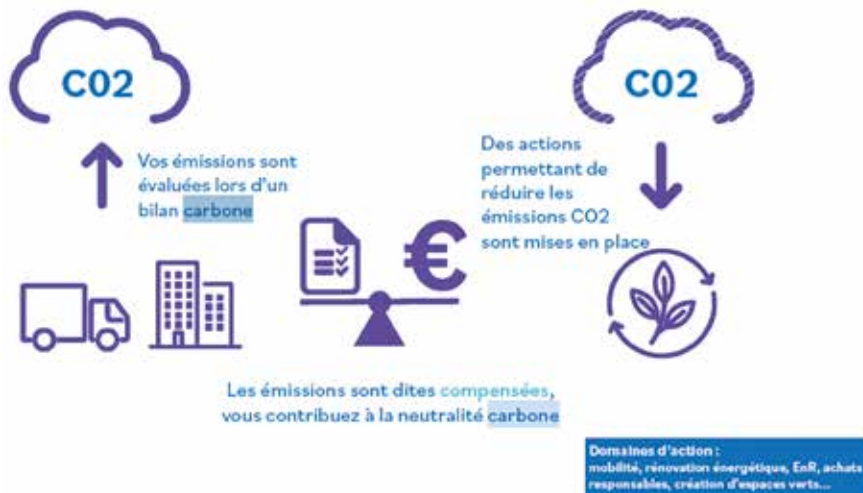 C02
C02
Vos émissions sont
évaluées lors d'un
bilan carbone
Des actions
permettant de
réduire les
émissions CO2
sont mises en place
€
Les émissions sont dites compensées,
vous contribuez à la neutralité carbone
Domaines d'action :
mobilité, rénovation énergétique, EnR, achats
responsables, création d'espaces verts...